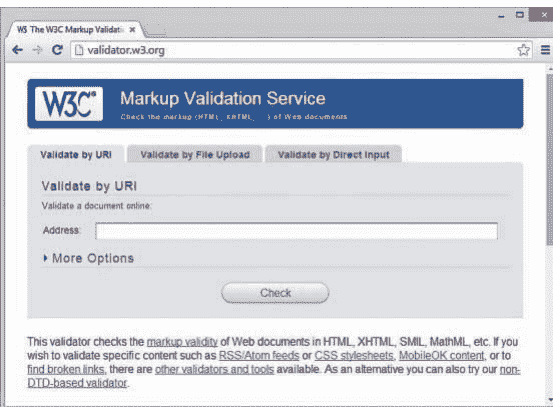 W3 The W3C Markup Validati
validator.w3.org
W3C Markup Validation Service
Check the markup (HTML, XHTML, …) of Web documents
Validate by URI Validate by File Upload Validate by Direct Input
Validate by URI
Validate a document online:
Address:
More Options
Check
This validator checks the markup validity of Web documents in HTML, XHTML, SMIL, MathML, etc. If you
wish to validate specific content such as RSS/Atom feeds or CSS stylesheets, MobileOK content, or to
find broken links, there are other validators and tools available. As an alternative you can also try our non-
DTD-based validator.